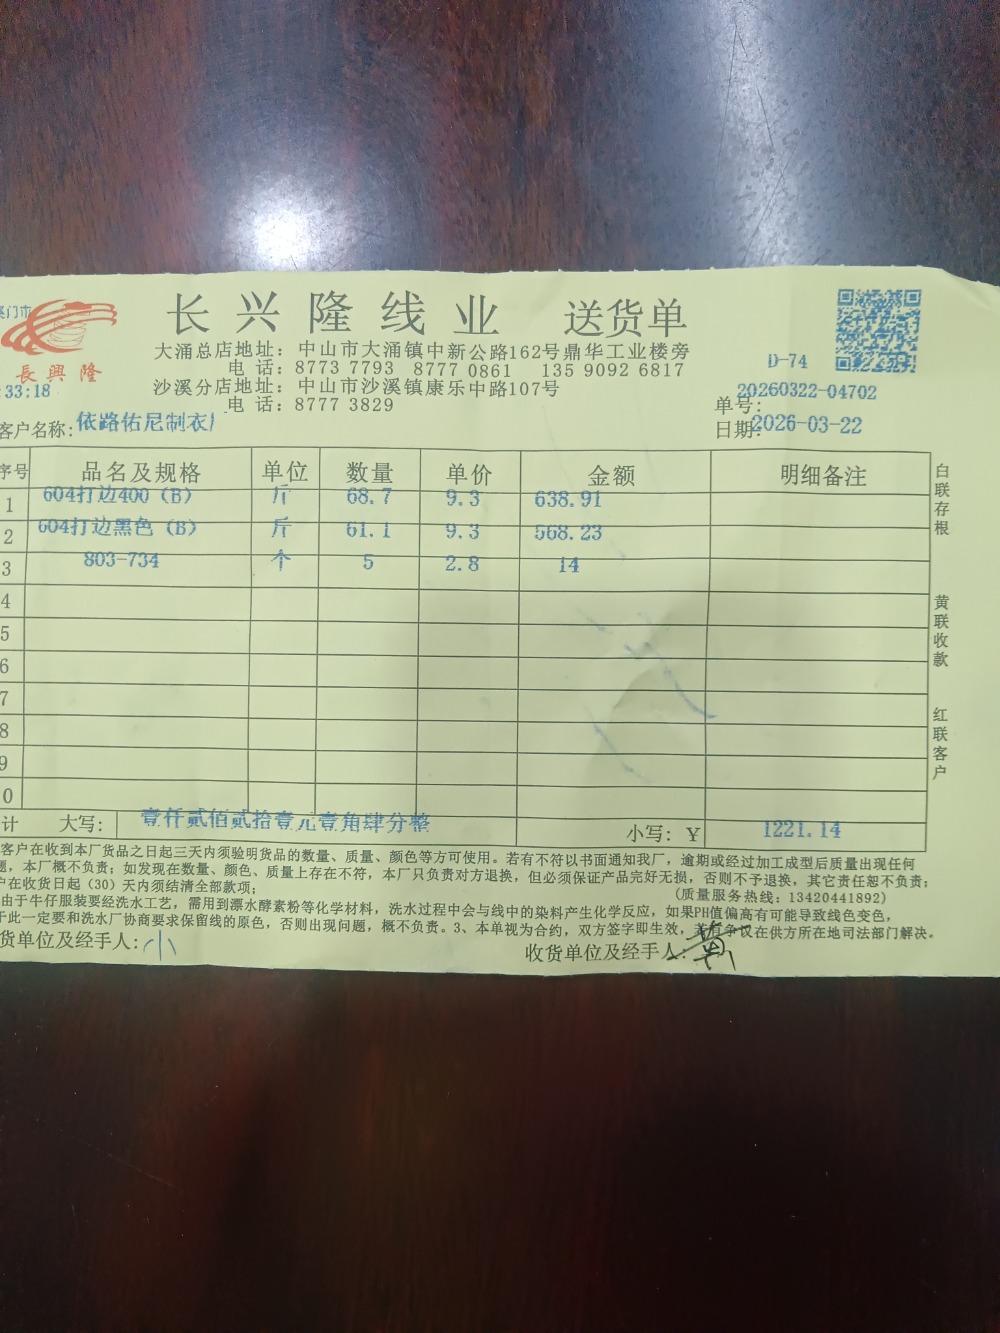 门市
長興隆
长兴隆线业 送货单
大涌总店地址：中山市大涌镇中新公路162号鼎华工业楼旁
电 话：8773 7793 8777 0861 135 9092 6817
沙溪分店地址：中山市沙溪镇康乐中路107号
电 话：8777 3829
D-74
33:18
单号：20260322-04702
客户名称：依路佑尼制衣
日期：2026-03-22
序号 品名及规格 单位 数量 单价 金额 明细备注
1 604打边400（B） 斤 68.7 9.3 638.91
2 604打边黑色（B） 斤 61.1 9.3 568.23
3 803-734 个 5 2.8 14
4
5
6
7
8
9
0
计 大写：壹仟贰佰贰拾壹元壹角肆分整 小写：¥ 1221.14
白联存根
黄联收款
红联客户
客户在收到本厂货品之日起三天内须验明货品的数量、质量、颜色等方可使用。若有不符以书面通知我厂，逾期或经过加工成型后质量出现任何
题，本厂概不负责；如发现在数量、颜色、质量上存在不符，本厂只负责对方退换，但必须保证产品完好无损，否则不予退换，其它责任恕不负责；
户在收货日起（30）天内须结清全部款项； （质量服务热线：13420441892）
由于牛仔服装要经洗水工艺，需用到漂水酵素粉等化学材料，洗水过程中会与线中的染料产生化学反应，如果PH值偏高有可能导致线色变色，
于此一定要和洗水厂协商要求保留线的原色，否则出现问题，概不负责。3、本单视为合约，双方签字即生效，若有争议在供方所在地司法部门解决。
货单位及经手人：小
收货单位及经手人：黄